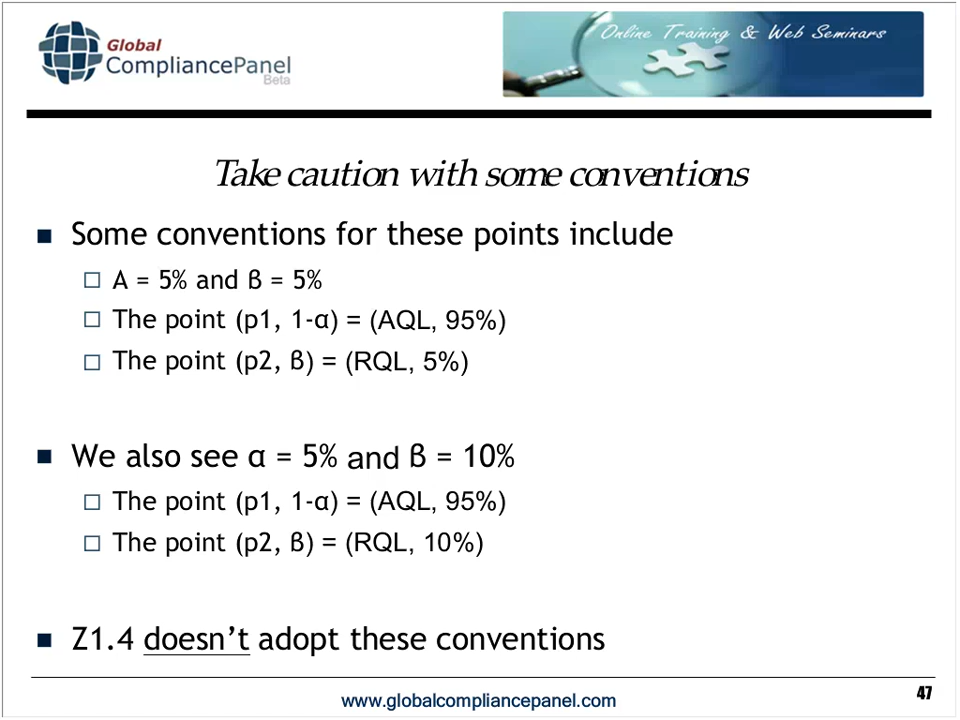 Global
CompliancePanel
Beta
Online Training & Web Seminars
Take caution with some conventions
Some conventions for these points include
A = 5% and ß = 5%
The point (p1, 1-α) = (AQL, 95%)
The point (p2, ß) = (RQL, 5%)
We also see α = 5% and ß = 10%
The point (p1, 1-α) = (AQL, 95%)
The point (p2, ß) = (RQL, 10%)
Z1.4 doesn’t adopt these conventions
www.globalcompliancepanel.com
47